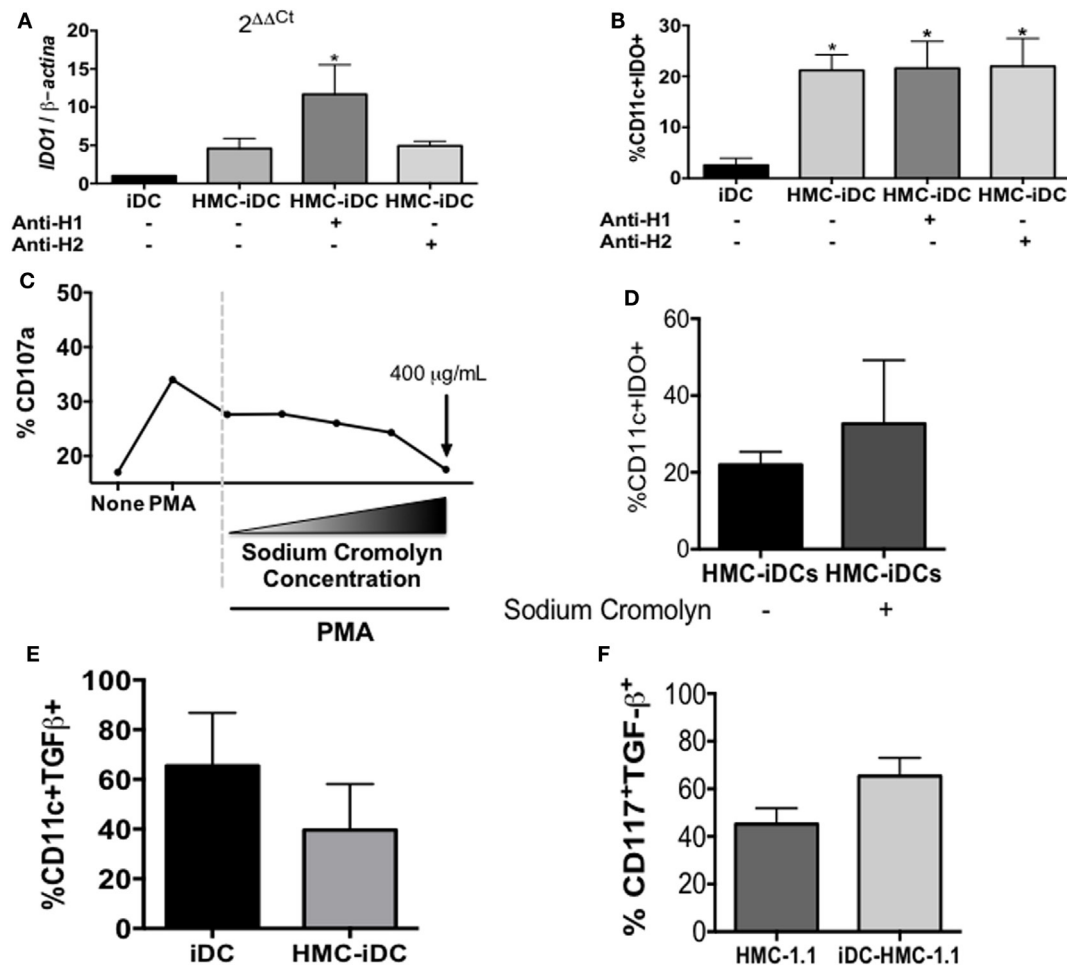 A
2^ΔΔCt
IDO1 / β-actina
20
15
10
5
0
iDC HMC-iDC HMC-iDC HMC-iDC
Anti-H1 - - + -
Anti-H2 - - - +
*
B
%CD11c+IDO+
30
20
10
0
* * *
iDC HMC-iDC HMC-iDC HMC-iDC
Anti-H1 - - + -
Anti-H2 - - - +
C
% CD107a
50
40
30
20
400 μg/mL
None PMA
Sodium Cromolyn
Concentration
PMA
D
%CD11c+IDO+
60
40
20
0
HMC-iDCs HMC-iDCs
Sodium Cromolyn - +
E
%CD11c+TGFβ+
100
80
60
40
20
0
iDC HMC-iDC
F
% CD117⁺TGF-β⁺
100
80
60
40
20
0
HMC-1.1 iDC-HMC-1.1